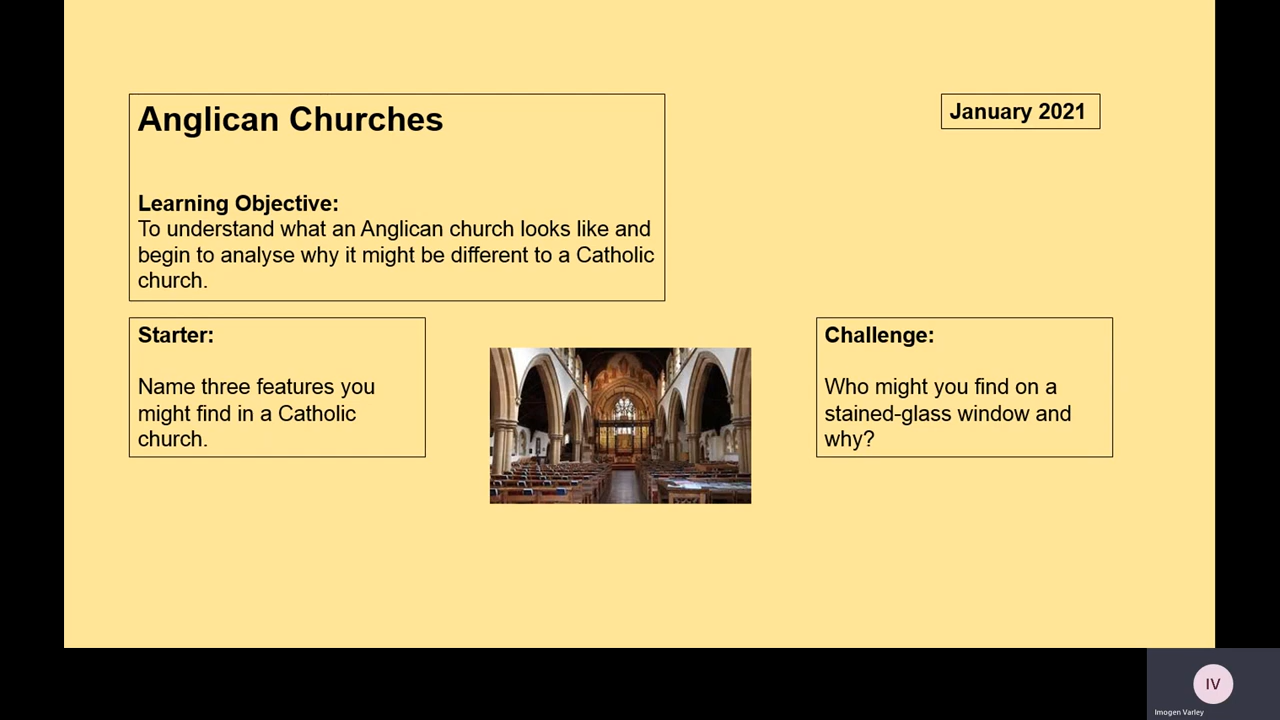 Anglican Churches
January 2021
Learning Objective:
To understand what an Anglican church looks like and
begin to analyse why it might be different to a Catholic
church.
Starter:
Name three features you
might find in a Catholic
church.
Challenge:
Who might you find on a
stained-glass window and
why?
IV
Imogen Varley